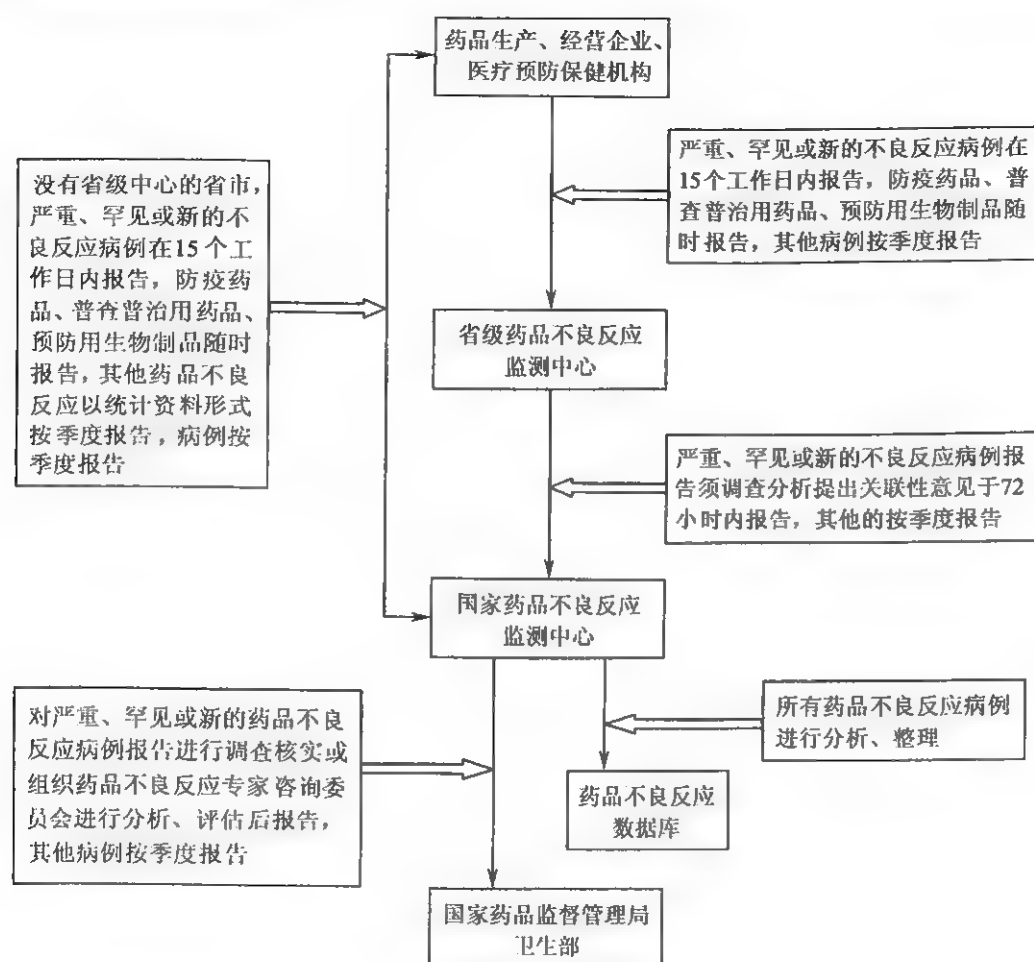 药品生产、经营企业、
医疗预防保健机构
严重、罕见或新的不良反应病例在
15个工作日内报告，防疫药品、普
查普治用药品、预防用生物制品随
时报告，其他病例按季度报告
没有省级中心的省市，
严重、罕见或新的不
良反应病例在15个工
作日内报告，防疫药
品、普查普治用药品、
预防用生物制品随时
报告，其他药品不良
反应以统计资料形式
按季度报告，病例按
季度报告
省级药品不良反应
监测中心
严重、罕见或新的不良反应病例报
告须调查分析提出关联性意见于72
小时内报告，其他的按季度报告
国家药品不良反应
监测中心
对严重、罕见或新的药品不良
反应病例报告进行调查核实或
组织药品不良反应专家咨询委
员会进行分析、评估后报告，
其他病例按季度报告
所有药品不良反应病例
进行分析、整理
药品不良反应
数据库
国家药品监督管理局
卫生部